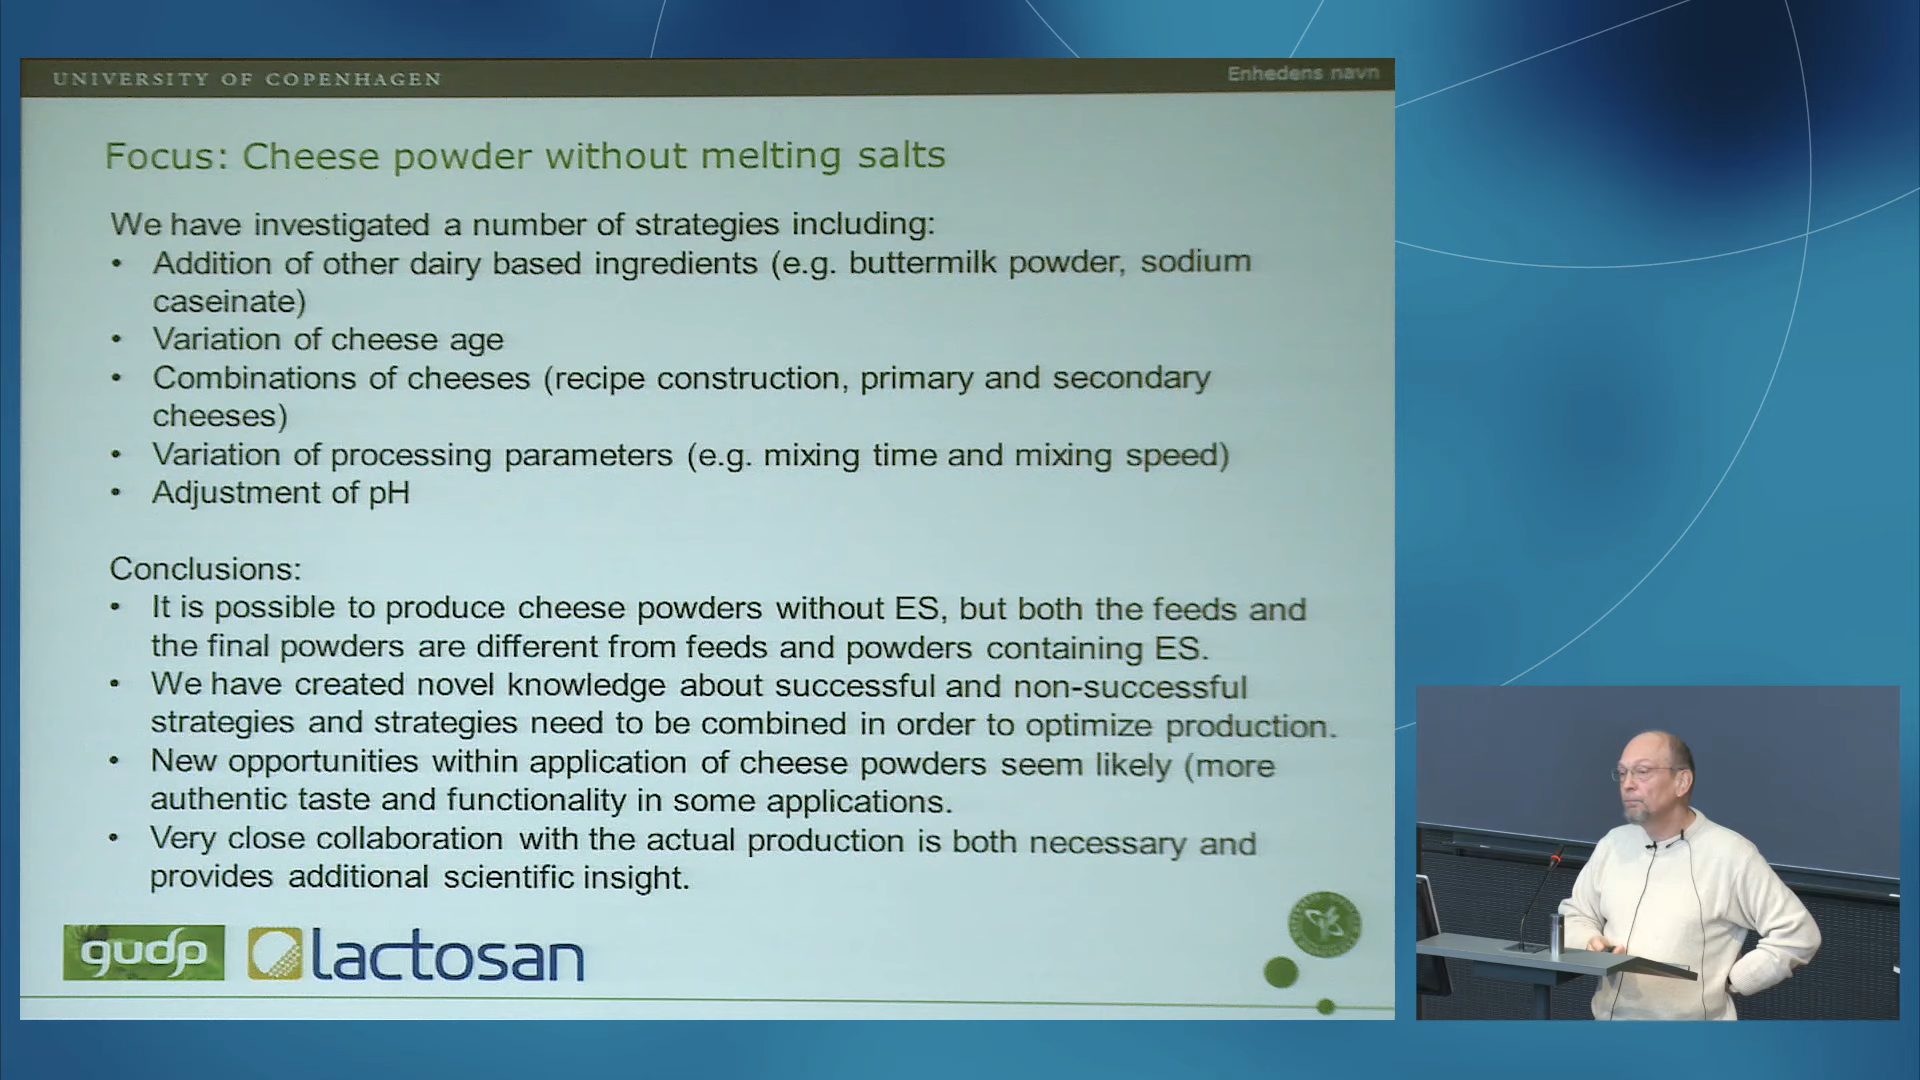 UNIVERSITY OF COPENHAGEN
Enhedens navn
Focus: Cheese powder without melting salts
We have investigated a number of strategies including:
• Addition of other dairy based ingredients (e.g. buttermilk powder, sodium
caseinate)
• Variation of cheese age
• Combinations of cheeses (recipe construction, primary and secondary
cheeses)
• Variation of processing parameters (e.g. mixing time and mixing speed)
• Adjustment of pH
Conclusions:
• It is possible to produce cheese powders without ES, but both the feeds and
the final powders are different from feeds and powders containing ES.
• We have created novel knowledge about successful and non-successful
strategies and strategies need to be combined in order to optimize production.
• New opportunities within application of cheese powders seem likely (more
authentic taste and functionality in some applications.
• Very close collaboration with the actual production is both necessary and
provides additional scientific insight.
gudp
lactosan